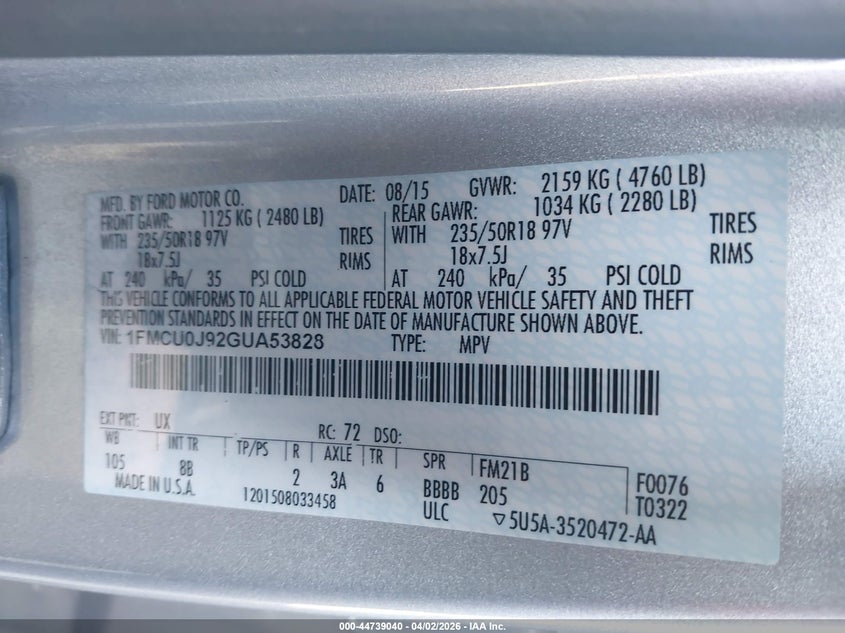 MFD. BY FORD MOTOR CO. DATE: 08/15 GVWR: 2159 KG ( 4760 LB)
FRONT GAWR: 1125 KG ( 2480 LB) REAR GAWR: 1034 KG ( 2280 LB)
WITH 235/50R18 97V TIRES WITH 235/50R18 97V TIRES
18x7.5J RIMS 18x7.5J RIMS
AT 240 kPa/ 35 PSI COLD AT 240 kPa/ 35 PSI COLD
THIS VEHICLE CONFORMS TO ALL APPLICABLE FEDERAL MOTOR VEHICLE SAFETY AND THEFT
PREVENTION STANDARDS IN EFFECT ON THE DATE OF MANUFACTURE SHOWN ABOVE.
VIN: 1FMCU0J92GUA53828 TYPE: MPV
EXT PNT: UX RC: 72 DSO:
WB INT TR TP/PS R AXLE TR SPR FM21B F0076
105 8B 2 3A 6 BBBB 205 T0322
MADE IN U.S.A. 1201508033458 ULC ▽5U5A-3520472-AA
000-44739040 - 04/02/2026 - IAA Inc.